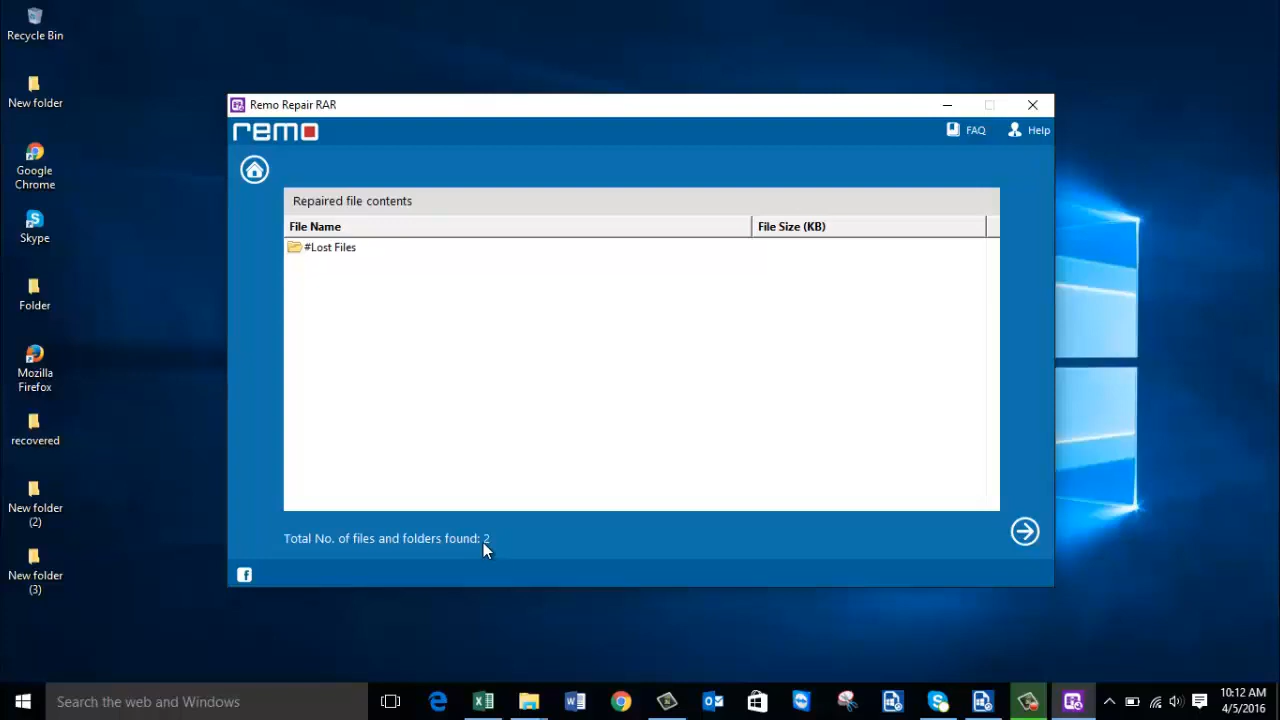 Recycle Bin
New folder
Google
Chrome
Skype
Folder
Mozilla
Firefox
recovered
New folder
(2)
New folder
(3)
Remo Repair RAR
remo
FAQ
Help
Repaired file contents
File Name
File Size (KB)
#Lost Files
Total No. of files and folders found: 2
f
Search the web and Windows
10:12 AM
4/5/2016